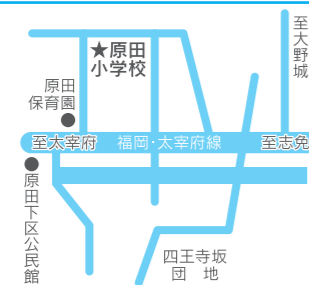 至大野城
★原田
小学校
原田
保育園
至太宰府
福岡・太宰府線
至志免
原田下区公民館
四王寺坂
団 地